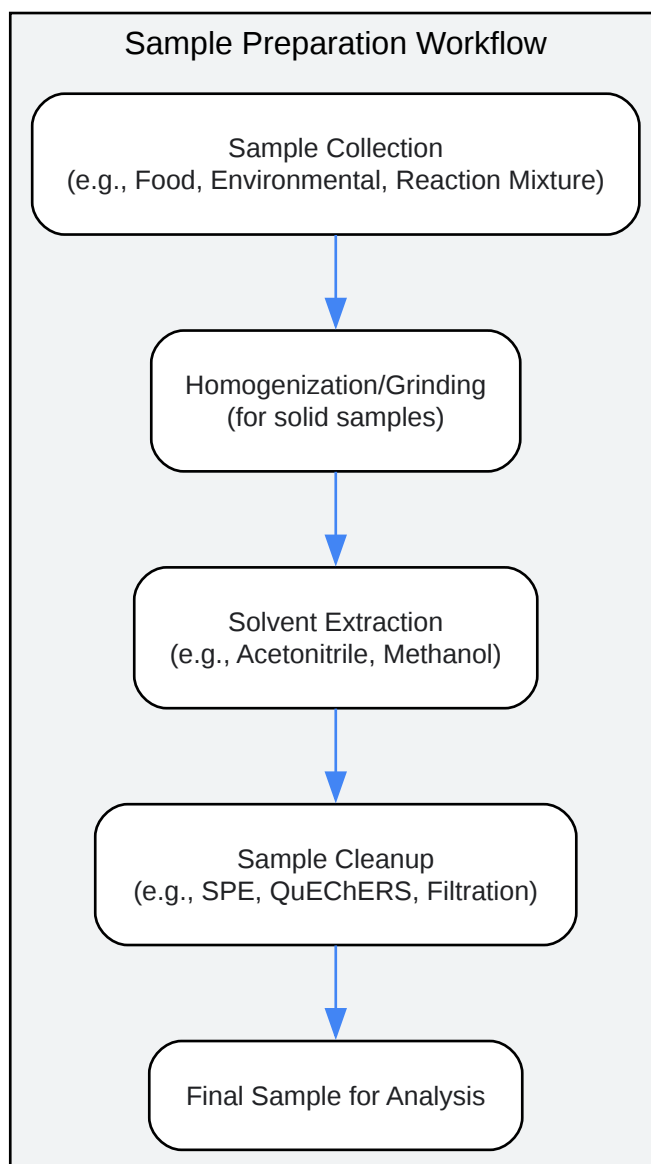 Sample Preparation Workflow
Sample Collection
(e.g., Food, Environmental, Reaction Mixture)
Homogenization/Grinding
(for solid samples)
Solvent Extraction
(e.g., Acetonitrile, Methanol)
Sample Cleanup
(e.g., SPE, QuEChERS, Filtration)
Final Sample for Analysis